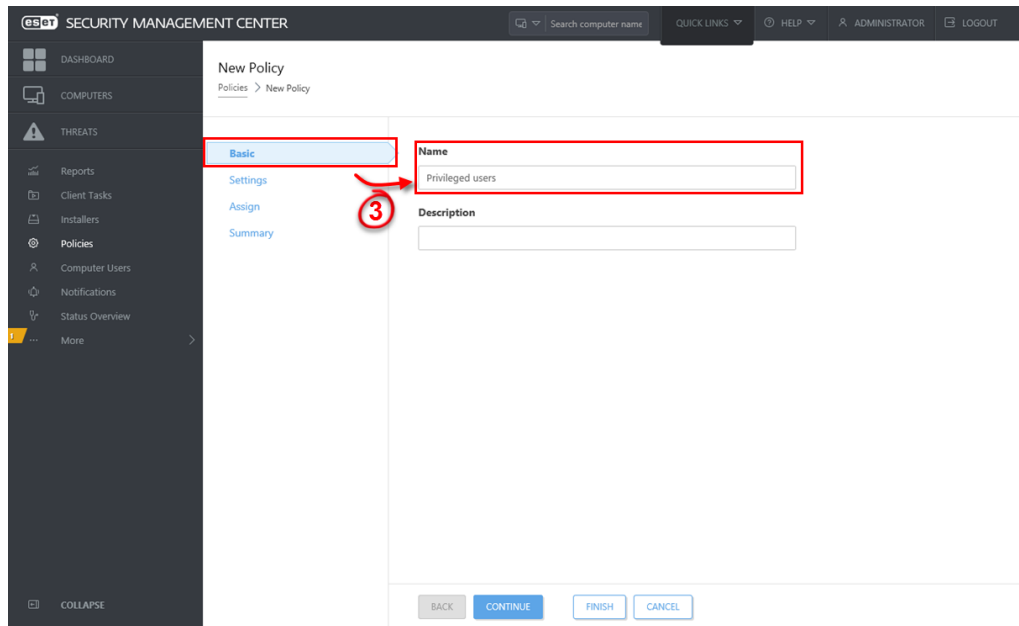 eset SECURITY MANAGEMENT CENTER
Search computer name
QUICK LINKS
HELP
ADMINISTRATOR
LOGOUT
DASHBOARD
COMPUTERS
THREATS
Reports
Client Tasks
Installers
Policies
Computer Users
Notifications
Status Overview
!
More
COLLAPSE
New Policy
Policies > New Policy
Basic
Settings
Assign
Summary
3
Name
Privileged users
Description
BACK
CONTINUE
FINISH
CANCEL